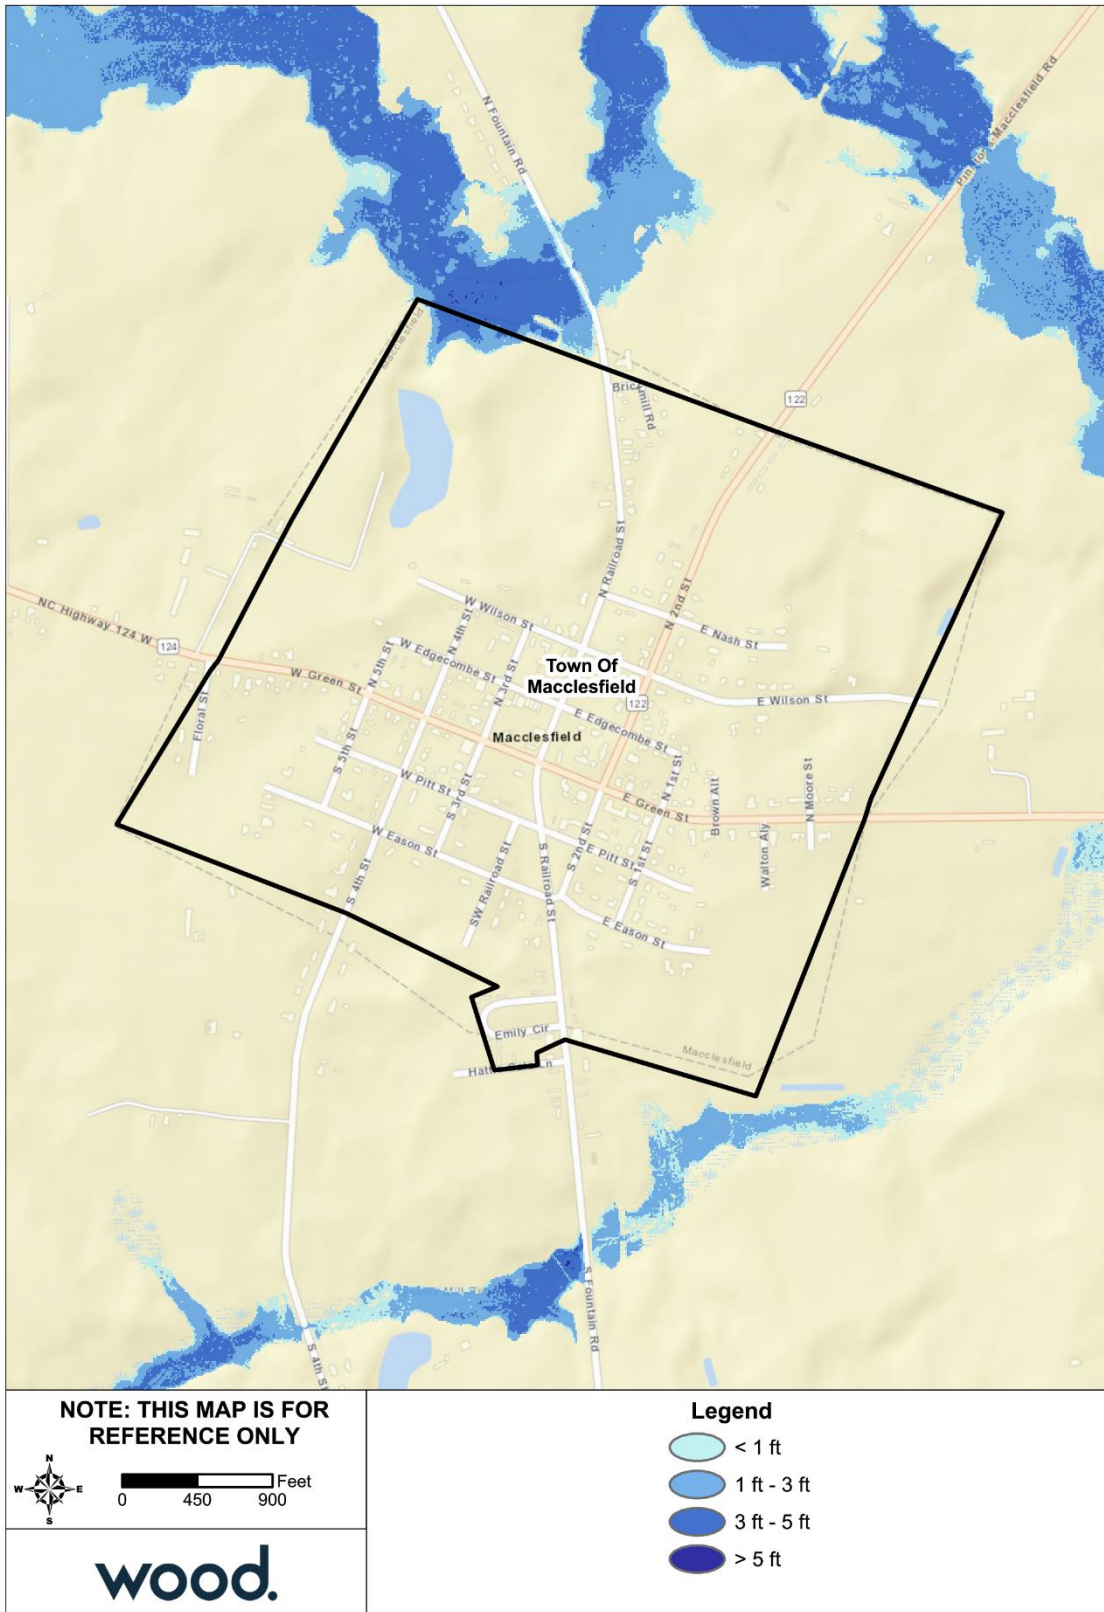 N Fountain Rd
Macclesfield Rd
Macclesfield
122
Mill Rd
N Railroad St
N 2nd St
NC Highway 124 W
124
W Wilson St
E Nash St
N 4th St
N 5th St
W Edgecombe St
N 3rd St
Town Of
Macclesfield
W Green St
122
E Wilson St
Floral St
E Edgecombe St
Macclesfield
S 5th St
W Pitt St
S 3rd St
N 1st St
Brown Alt
N Moore St
E Green St
W Eason St
S 2nd St
E Pitt St
S 1st St
Walton Aly
S 4th St
SW Railroad St
S Railroad St
E Eason St
Emily Cir
Macclesfield
S Fountain Rd
S 4th St
NOTE: THIS MAP IS FOR
REFERENCE ONLY
N
W E
S
Feet
0 450 900
wood.
Legend
< 1 ft
1 ft - 3 ft
3 ft - 5 ft
> 5 ft